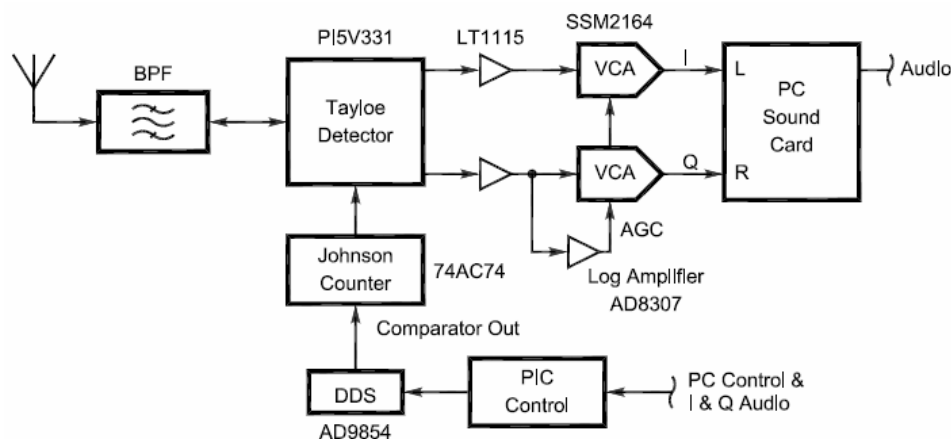 SSM2164
PI5V331
LT1115
BPF
VCA
I
L
Audio
Tayloe
Detector
PC
Sound
Card
VCA
Q
R
AGC
Johnson
Counter
74AC74
Log Amplifier
AD8307
Comparator Out
DDS
PIC
Control
PC Control &
I & Q Audio
AD9854